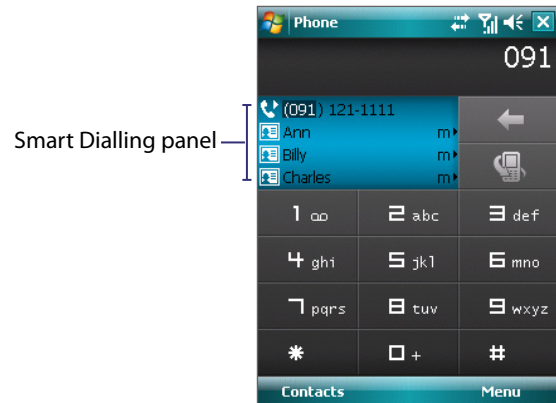 Phone
091
(091) 121-1111
Smart Dialling panel
Ann m
Billy m
Charles m
1 2 abc 3 def
4 ghi 5 jkl 6 mno
7 pqrs 8 tuv 9 wxyz
* 0 + #
Contacts Menu